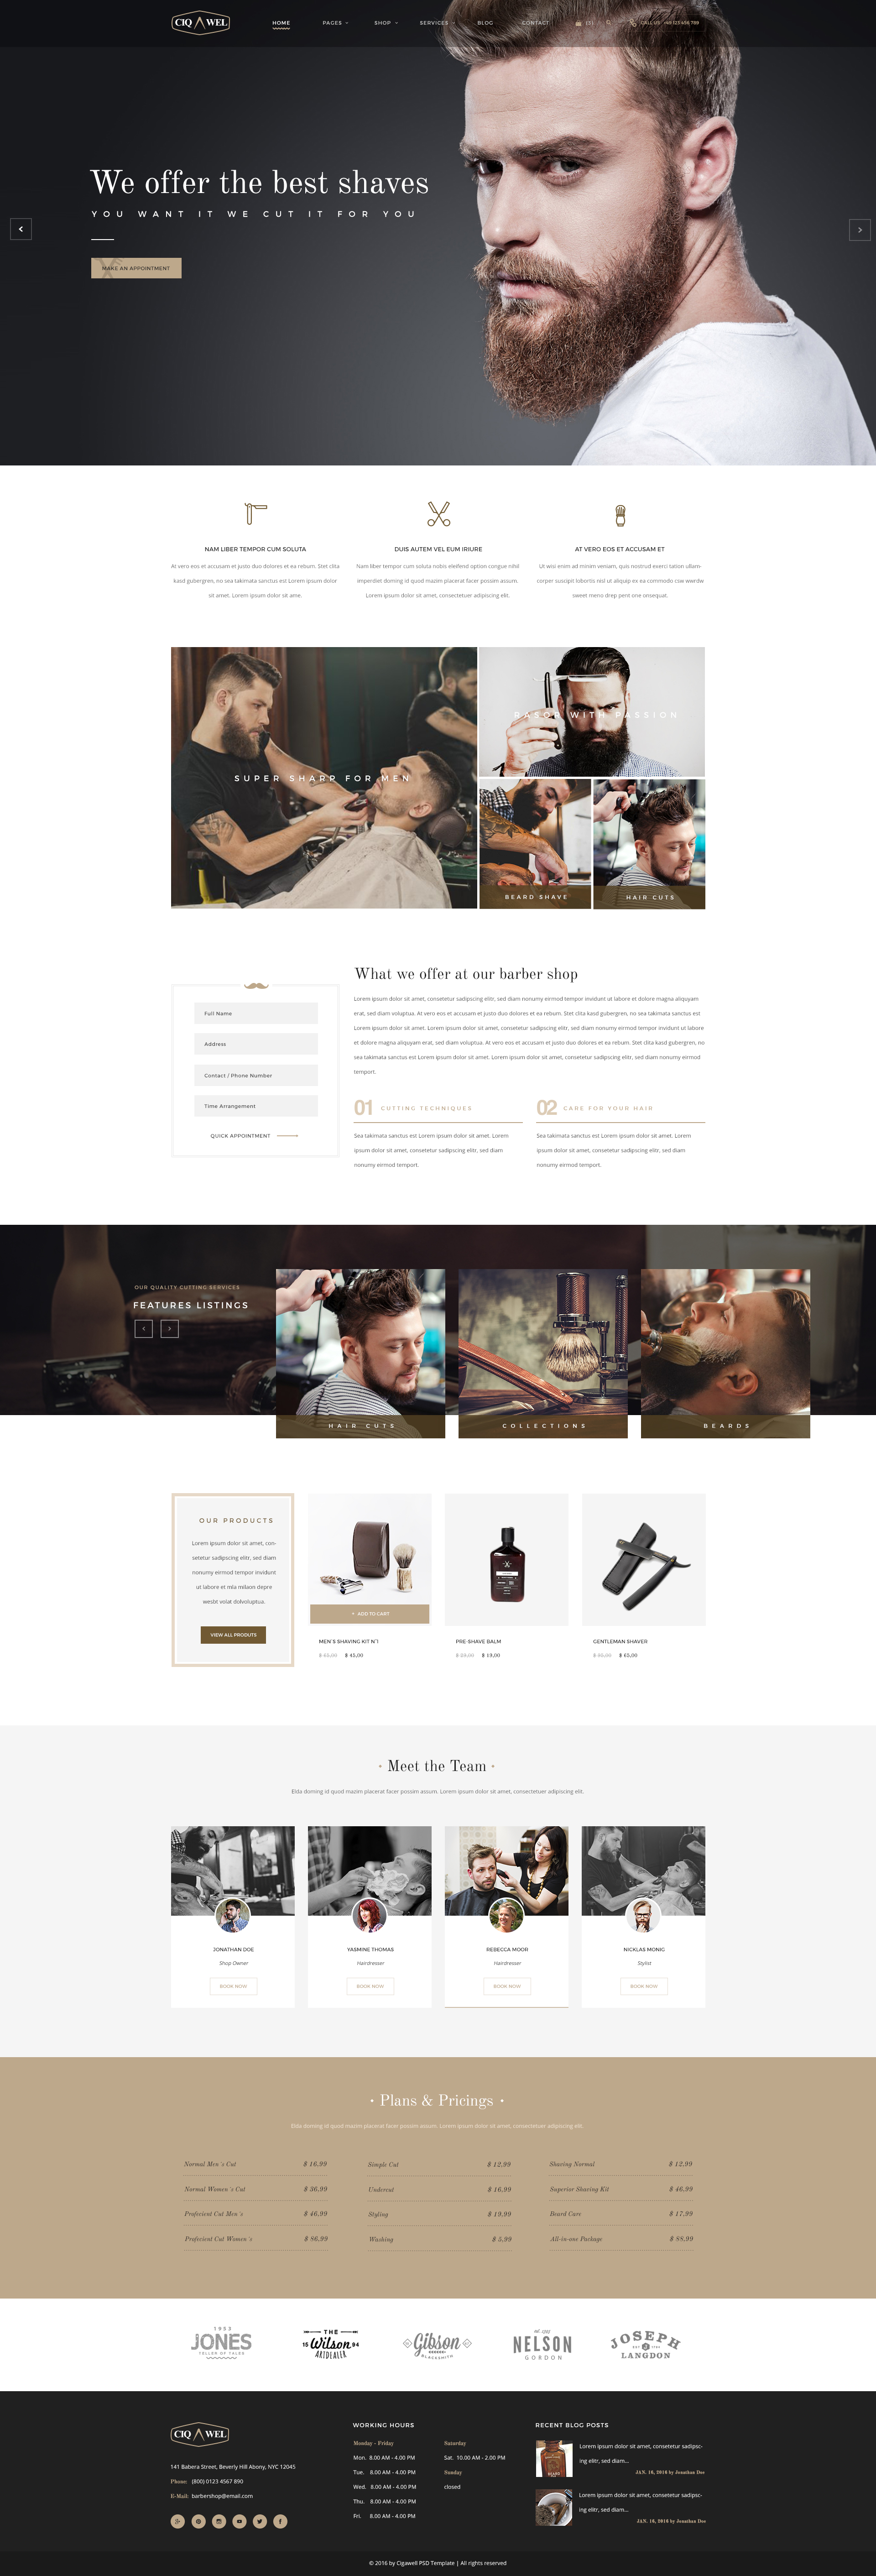 CIQ WEL
HOME PAGES SHOP SERVICES BLOG CONTACT (3) CALL US: +49 123 456 789
We offer the best shaves
YOU WANT IT WE CUT IT FOR YOU
MAKE AN APPOINTMENT
NAM LIBER TEMPOR CUM SOLUTA
At vero eos et accusam et justo duo dolores et ea rebum. Stet clita
kasd gubergren, no sea takimata sanctus est Lorem ipsum dolor
sit amet. Lorem ipsum dolor sit ame.
DUIS AUTEM VEL EUM IRIURE
Nam liber tempor cum soluta nobis eleifend option congue nihil
imperdiet doming id quod mazim placerat facer possim assum.
Lorem ipsum dolor sit amet, consectetuer adipiscing elit.
AT VERO EOS ET ACCUSAM ET
Ut wisi enim ad minim veniam, quis nostrud exerci tation ullam-
corper suscipit lobortis nisl ut aliquip ex ea commodo cow wwrdw
sweet meno drep pent one onsequat.
SUPER SHARP FOR MEN
RASOR WITH PASSION
BEARD SHAVE
HAIR CUTS
Full Name
Address
Contact / Phone Number
Time Arrangement
QUICK APPOINTMENT
What we offer at our barber shop
Lorem ipsum dolor sit amet, consetetur sadipscing elitr, sed diam nonumy eirmod tempor invidunt ut labore et dolore magna aliquyam
erat, sed diam voluptua. At vero eos et accusam et justo duo dolores et ea rebum. Stet clita kasd gubergren, no sea takimata sanctus est
Lorem ipsum dolor sit amet. Lorem ipsum dolor sit amet, consetetur sadipscing elitr, sed diam nonumy eirmod tempor invidunt ut labore
et dolore magna aliquyam erat, sed diam voluptua. At vero eos et accusam et justo duo dolores et ea rebum. Stet clita kasd gubergren, no
sea takimata sanctus est Lorem ipsum dolor sit amet. Lorem ipsum dolor sit amet, consetetur sadipscing elitr, sed diam nonumy eirmod
tempor.
01 CUTTING TECHNIQUES
Sea takimata sanctus est Lorem ipsum dolor sit amet. Lorem
ipsum dolor sit amet, consetetur sadipscing elitr, sed diam
nonumy eirmod temport.
02 CARE FOR YOUR HAIR
Sea takimata sanctus est Lorem ipsum dolor sit amet. Lorem
ipsum dolor sit amet, consetetur sadipscing elitr, sed diam
nonumy eirmod temport.
OUR QUALITY CUTTING SERVICES
FEATURES LISTINGS
HAIR CUTS
COLLECTIONS
BEARDS
OUR PRODUCTS
Lorem ipsum dolor sit amet, con-
setetur sadipscing elitr, sed diam
nonumy eirmod tempor invidunt
ut labore et mla milaon depre
wesbt volat dolvoluptua.
VIEW ALL PRODUTS
+ ADD TO CART
MEN´S SHAVING KIT N°1
$ 65,00 $ 45,00
PRE-SHAVE BALM
$ 29,00 $ 19,00
GENTLEMAN SHAVER
$ 65,00
Meet the Team
Elda doming id quod mazim placerat facer possim assum. Lorem ipsum dolor sit amet, consectetuer adipiscing elit.
JONATHAN DOE
Shop Owner
BOOK NOW
YASMINE THOMAS
Hairdresser
BOOK NOW
REBECCA MOOR
Hairdresser
BOOK NOW
NICKLAS MONIG
Stylist
BOOK NOW
Plans & Pricings
Elda doming id quod mazim placerat facer possim assum. Lorem ipsum dolor sit amet, consectetuer adipiscing elit.
Normal Men´s Cut $ 16.99
Normal Women´s Cut $ 36.99
Profecient Cut Men´s $ 46.99
Profecient Cut Women´s $ 86.99
Simple Cut $ 12.99
Undercut $ 16.99
Styling $ 19.99
Washing $ 5.99
Shaving Normal $ 12,99
Superior Shaving Kit $ 46.99
Beard Care $ 17.99
All-in-one Package $ 88.99
1953
JONES
TELLER OF TALES
THE
15 Wilson 94
ARTDEALER
Gibson
BLACKSMITH
est. 1992
NELSON
GORDON
JOSEPH
LANGDON
CIQ WEL
141 Babera Street, Beverly Hill Abony, NYC 12045
Phone: (800) 0123 4567 890
E-Mail: barbershop@email.com
WORKING HOURS
Monday - Friday
Mon. 8.00 AM - 4.00 PM
Tue. 8.00 AM - 4.00 PM
Wed. 8.00 AM - 4.00 PM
Thu. 8.00 AM - 4.00 PM
Fri. 8.00 AM - 4.00 PM
Saturday
Sat. 10.00 AM - 2.00 PM
Sunday
closed
RECENT BLOG POSTS
BEARD
Lorem ipsum dolor sit amet, consetetur sadipsc-
ing elitr, sed diam...
JAN. 16, 2016 by Jonathan Doe
Lorem ipsum dolor sit amet, consetetur sadipsc-
ing elitr, sed diam...
JAN. 16, 2016 by Jonathan Doe
© 2016 by Cigawell PSD Template | All rights reserved